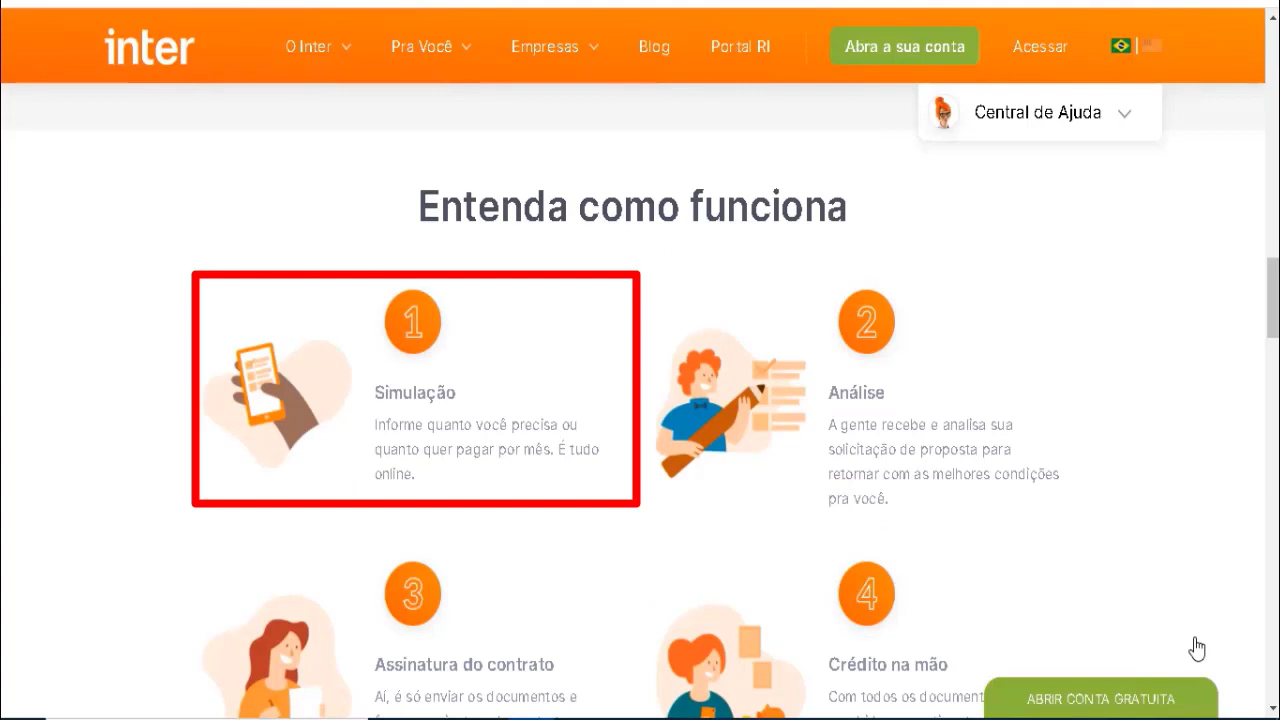 inter
O Inter
Pra Você
Empresas
Blog
Portal RI
Abra a sua conta
Acessar
Central de Ajuda
Entenda como funciona
1
Simulação
Informe quanto você precisa ou
quanto quer pagar por mês. É tudo
online.
2
Análise
A gente recebe e analisa sua
solicitação de proposta para
retornar com as melhores condições
pra você.
3
Assinatura do contrato
Aí, é só enviar os documentos e
4
Crédito na mão
Com todos os document
ABRIR CONTA GRATUITA